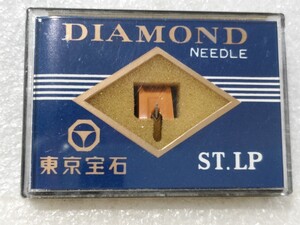 DIAMOND
NEEDLE
東京宝石
ST.LP